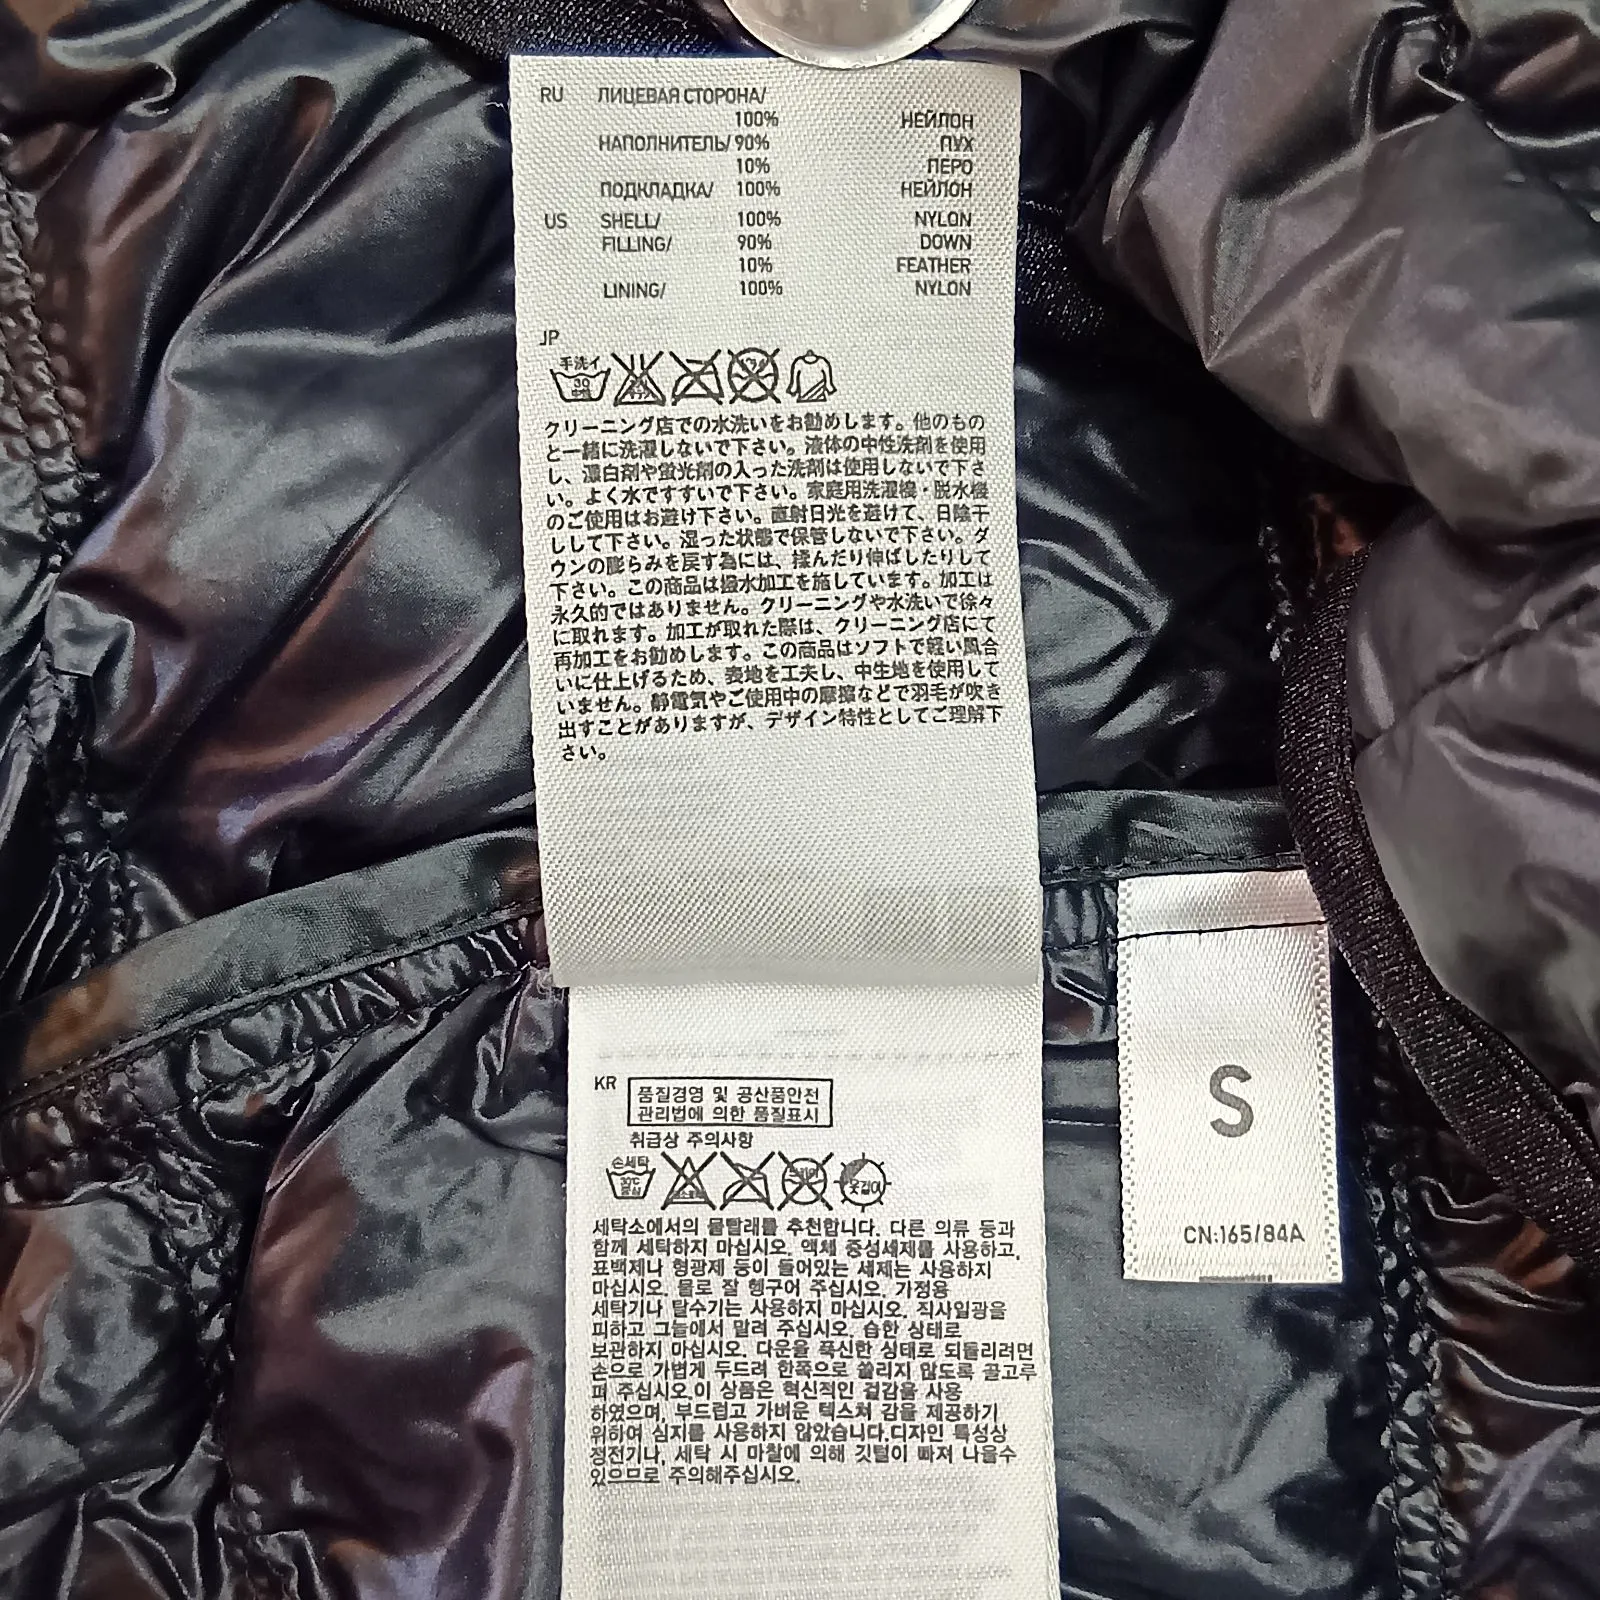 RU ЛИЦЕВАЯ СТОРОНА/
100% НЕЙЛОН
НАПОЛНИТЕЛЬ/ 90% ПУХ
10% ПЕРО
ПОДКЛАДКА/ 100% НЕЙЛОН
US SHELL/ 100% NYLON
FILLING/ 90% DOWN
10% FEATHER
LINING/ 100% NYLON
JP
手洗イ
30
クリーニング店での水洗いをお勧めします。他のもの
と一緒に洗濯しないで下さい。液体の中性洗剤を使用
し、漂白剤や蛍光剤の入った洗剤は使用しないで下さ
い。よく水ですすいで下さい。家庭用洗濯機・脱水機
のご使用はお避け下さい。直射日光を避けて、日陰干
しして下さい。湿った状態で保管しないで下さい。ダ
ウンの膨らみを戻す為には、揉んだり伸ばしたりして
下さい。この商品は撥水加工を施しています。加工は
永久的ではありません。クリーニングや水洗いで徐々
に取れます。加工が取れた際は、クリーニング店にて
再加工をお勧めします。この商品はソフトで軽い風合
いに仕上げるため、表地を工夫し、中生地を使用して
いません。静電気やご使用中の摩擦などで羽毛が吹き
出すことがありますが、デザイン特性としてご理解下
さい。
KR 품질경영 및 공산품안전
관리법에 의한 품질표시
취급상 주의사항
손세탁
30℃
중성
옷걸이
세탁소에서의 물빨래를 추천합니다. 다른 의류 등과
함께 세탁하지 마십시오. 액체 중성세제를 사용하고,
표백제나 형광제 등이 들어있는 세제는 사용하지
마십시오. 물로 잘 헹구어 주십시오. 가정용
세탁기나 탈수기는 사용하지 마십시오. 직사일광을
피하고 그늘에서 말려 주십시오. 습한 상태로
보관하지 마십시오. 다운을 푹신한 상태로 되돌리려면
손으로 가볍게 두드려 한쪽으로 쏠리지 않도록 골고루
펴 주십시오.이 상품은 혁신적인 겉감을 사용
하였으며, 부드럽고 가벼운 텍스쳐 감을 제공하기
위하여 심지를 사용하지 않았습니다.디자인 특성상
정전기나, 세탁 시 마찰에 의해 깃털이 빠져 나올수
있으므로 주의해주십시오.
S
CN:165/84A